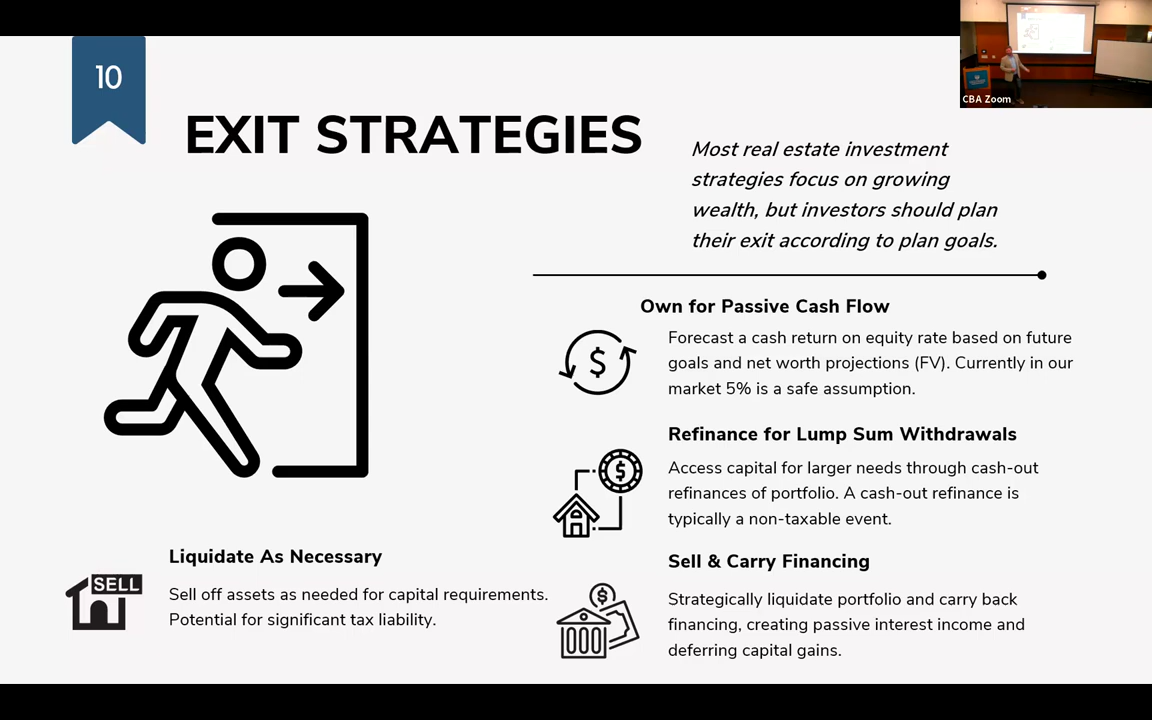 10
EXIT STRATEGIES
Most real estate investment
strategies focus on growing
wealth, but investors should plan
their exit according to plan goals.
Own for Passive Cash Flow
$
Forecast a cash return on equity rate based on future
goals and net worth projections (FV). Currently in our
market 5% is a safe assumption.
Refinance for Lump Sum Withdrawals
$
Access capital for larger needs through cash-out
refinances of portfolio. A cash-out refinance is
typically a non-taxable event.
Sell & Carry Financing
$
Strategically liquidate portfolio and carry back
financing, creating passive interest income and
deferring capital gains.
Liquidate As Necessary
SELL
Sell off assets as needed for capital requirements.
Potential for significant tax liability.
CBA Zoom